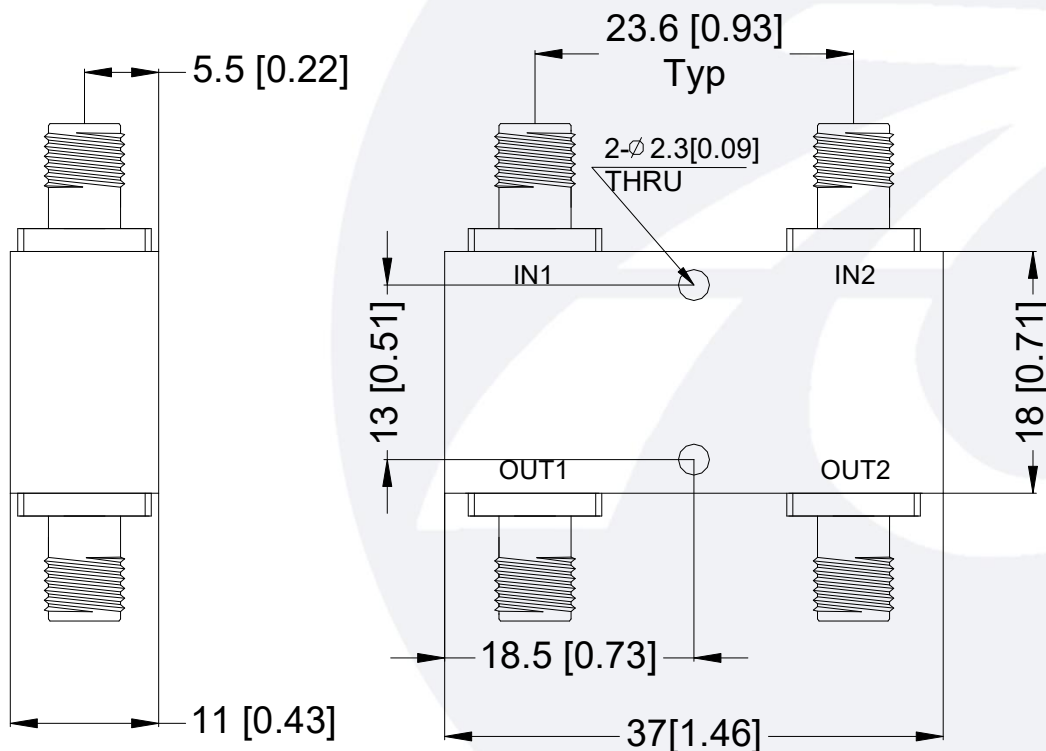 23.6 [0.93]
Typ
5.5 [0.22]
2-⌀ 2.3[0.09]
THRU
IN1
IN2
13 [0.51]
18 [0.71]
OUT1
OUT2
18.5 [0.73]
11 [0.43]
37[1.46]